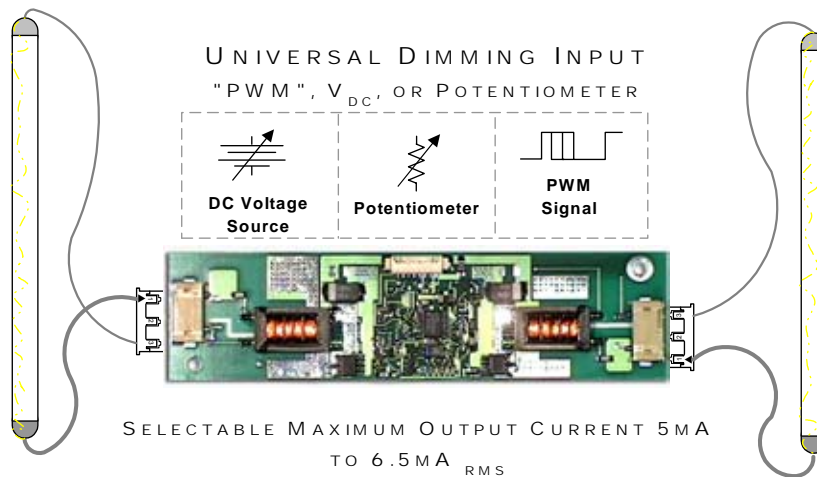 UNIVERSAL DIMMING INPUT
"PWM", VDC, OR POTENTIOMETER
DC Voltage
Source
Potentiometer
PWM
Signal
SELECTABLE MAXIMUM OUTPUT CURRENT 5MA
TO 6.5MA RMS